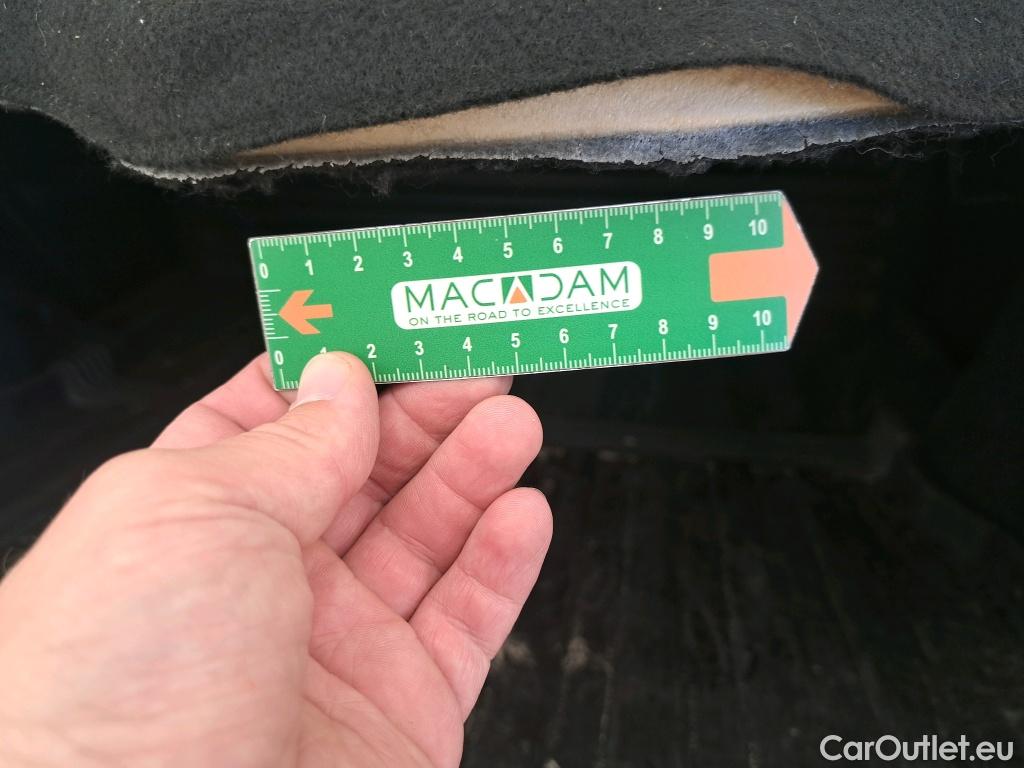 0 1 2 3 4 5 6 7 8 9 10
MACADAM
ON THE ROAD TO EXCELLENCE
0 1 2 3 4 5 6 7 8 9 10
CarOutlet.eu